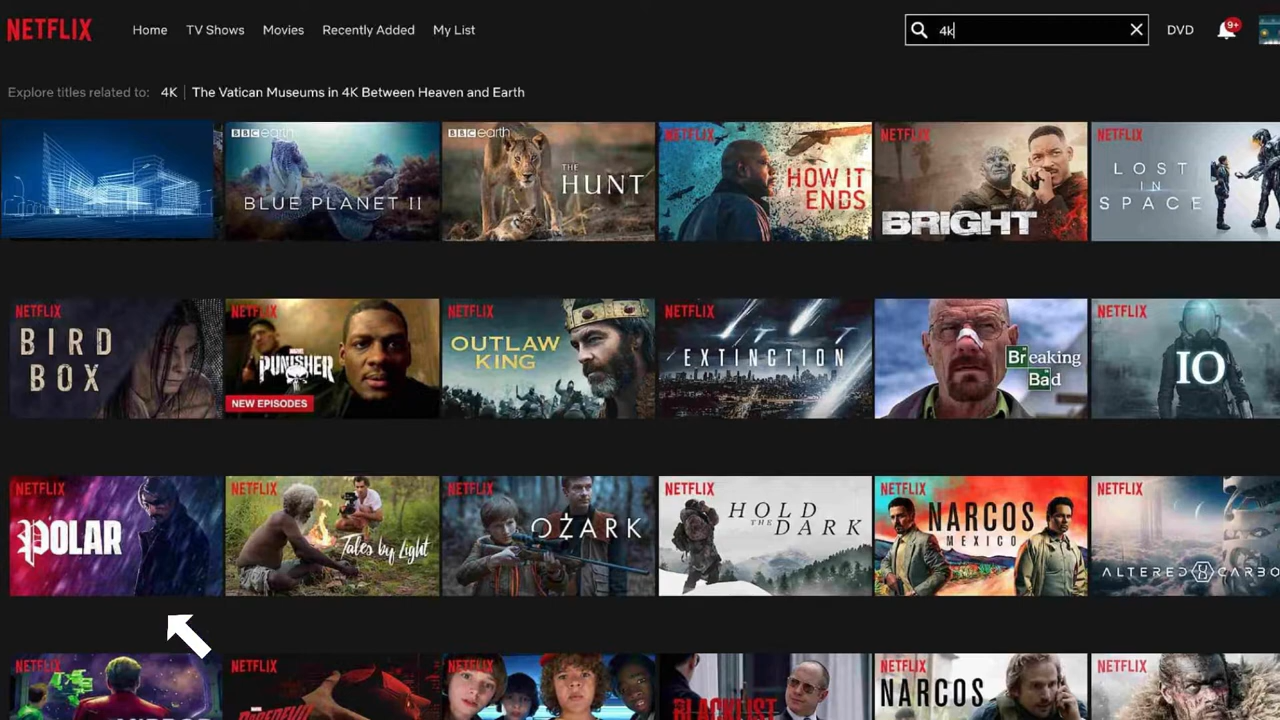 NETFLIX Home TV Shows Movies Recently Added My List 4k DVD 9+
Explore titles related to: 4K | The Vatican Museums in 4K Between Heaven and Earth
BBC earth
BLUE PLANET II
BBC earth
THE
HUNT
NETFLIX
HOW IT
ENDS
NETFLIX
BRIGHT
NETFLIX
LOST
IN
SPACE
NETFLIX
BIRD
BOX
NETFLIX
MARVEL
PUNISHER
NEW EPISODES
NETFLIX
OUTLAW
KING
NETFLIX
EXTINCTION
Breaking
Bad
NETFLIX
IO
NETFLIX
POLAR
NETFLIX
Tales by Light
NETFLIX
OZARK
NETFLIX
HOLD
THE DARK
NETFLIX
NARCOS
MEXICO
NETFLIX
ALTERED CARBO
NETFLIX
NETFLIX
DAREDEVIL
NETFLIX
BLACKLIST
NETFLIX
NARCOS
NETFLIX